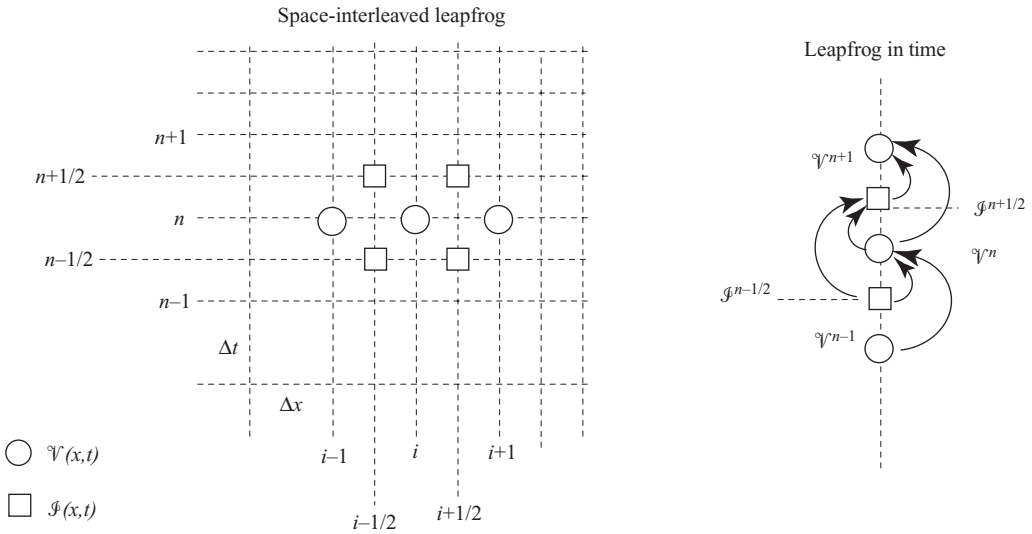 Space-interleaved leapfrog
n+1
n+1/2
n
n–1/2
n–1
Δt
Δx
i–1
i
i+1
i–1/2
i+1/2
𝒱(x,t)
ℐ(x,t)
Leapfrog in time
𝒱ⁿ⁺¹
ℐⁿ⁺¹/²
𝒱ⁿ
ℐⁿ⁻¹/²
𝒱ⁿ⁻¹